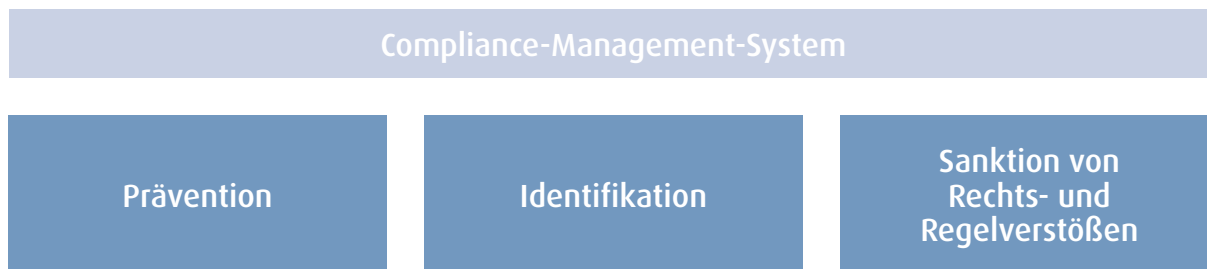 Compliance-Management-System
Prävention
Identifikation
Sanktion von
Rechts- und
Regelverstößen